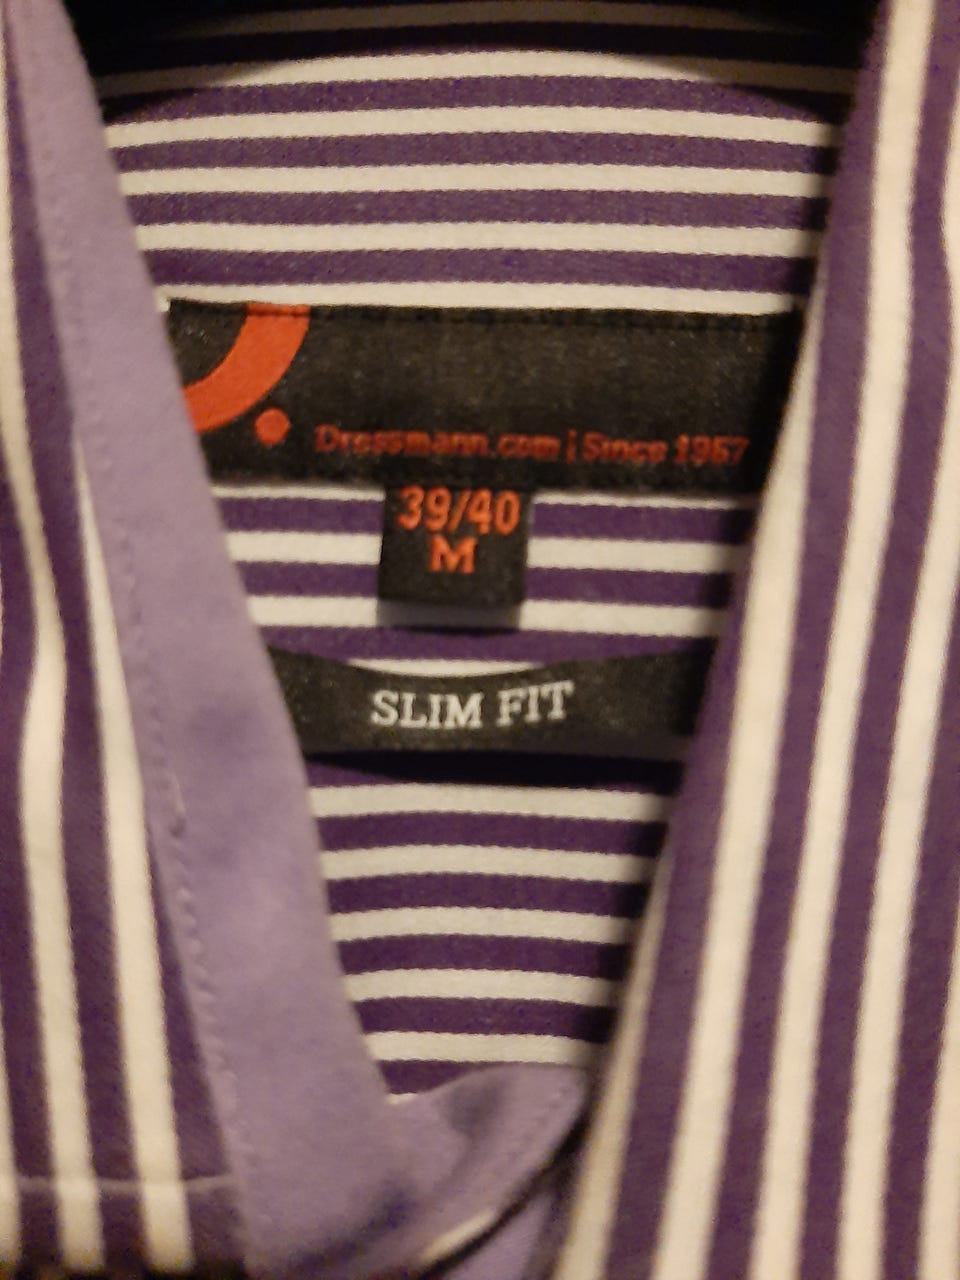 Dressmann.com | Since 1967
39/40
M
SLIM FIT